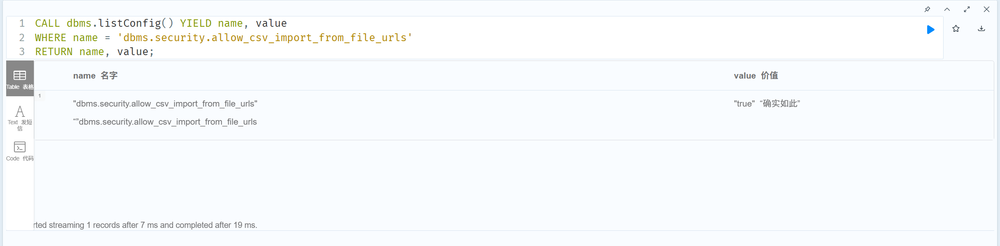 1 CALL dbms.listConfig() YIELD name, value
2 WHERE name = 'dbms.security.allow_csv_import_from_file_urls'
3 RETURN name, value;
Table 表格
name 名字 value 价值
1
"dbms.security.allow_csv_import_from_file_urls" "true" “确实如此”
“”dbms.security.allow_csv_import_from_file_urls
Text 发短
信
Code 代码
rted streaming 1 records after 7 ms and completed after 19 ms.